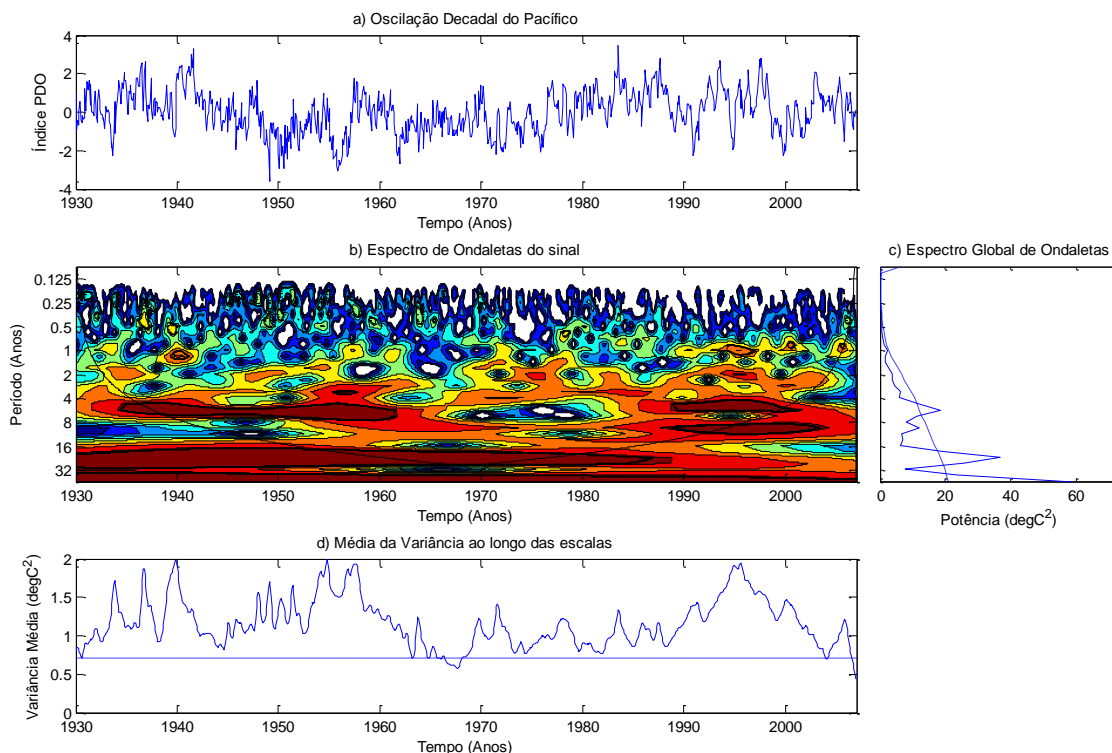 a) Oscilação Decadal do Pacífico
4
2
0
-2
-4
Índice PDO
1930 1940 1950 1960 1970 1980 1990 2000
Tempo (Anos)
b) Espectro de Ondaletas do sinal
0.125
0.25
0.5
1
2
4
8
16
32
Período (Anos)
1930 1940 1950 1960 1970 1980 1990 2000
Tempo (Anos)
c) Espectro Global de Ondaletas
0 20 40 60
Potência (degC²)
d) Média da Variância ao longo das escalas
2
1.5
1
0.5
0
Variância Média (degC²)
1930 1940 1950 1960 1970 1980 1990 2000
Tempo (Anos)